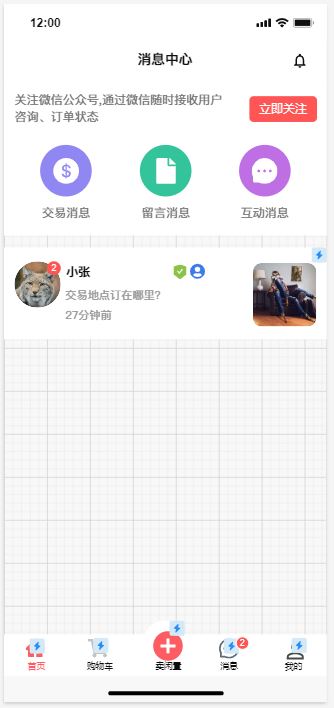 12:00
消息中心
关注微信公众号,通过微信随时接收用户
咨询、订单状态
立即关注
$
交易消息
留言消息
互动消息
2
小张
交易地点订在哪里?
27分钟前
2
首页
购物车
卖闲置
消息
我的